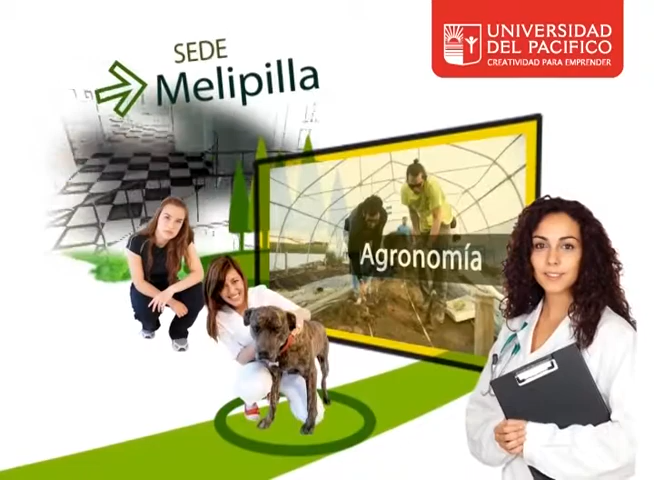 UNIVERSIDAD
DEL PACIFICO
CREATIVIDAD PARA EMPRENDER
SEDE
Melipilla
Agronomía